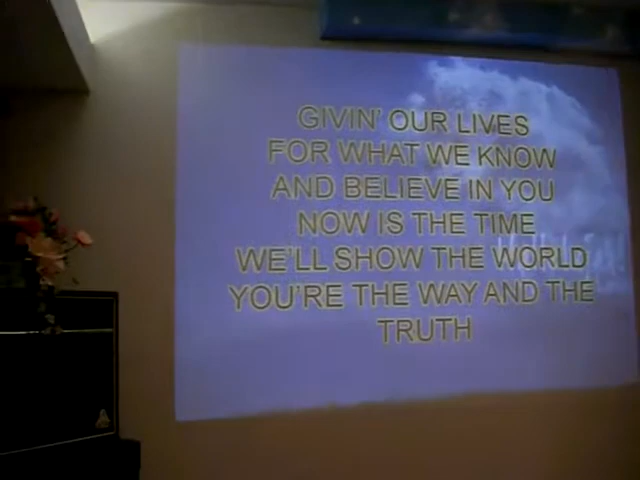 GIVIN' OUR LIVES
FOR WHAT WE KNOW
AND BELIEVE IN YOU
NOW IS THE TIME
WE'LL SHOW THE WORLD
YOU'RE THE WAY AND THE
TRUTH